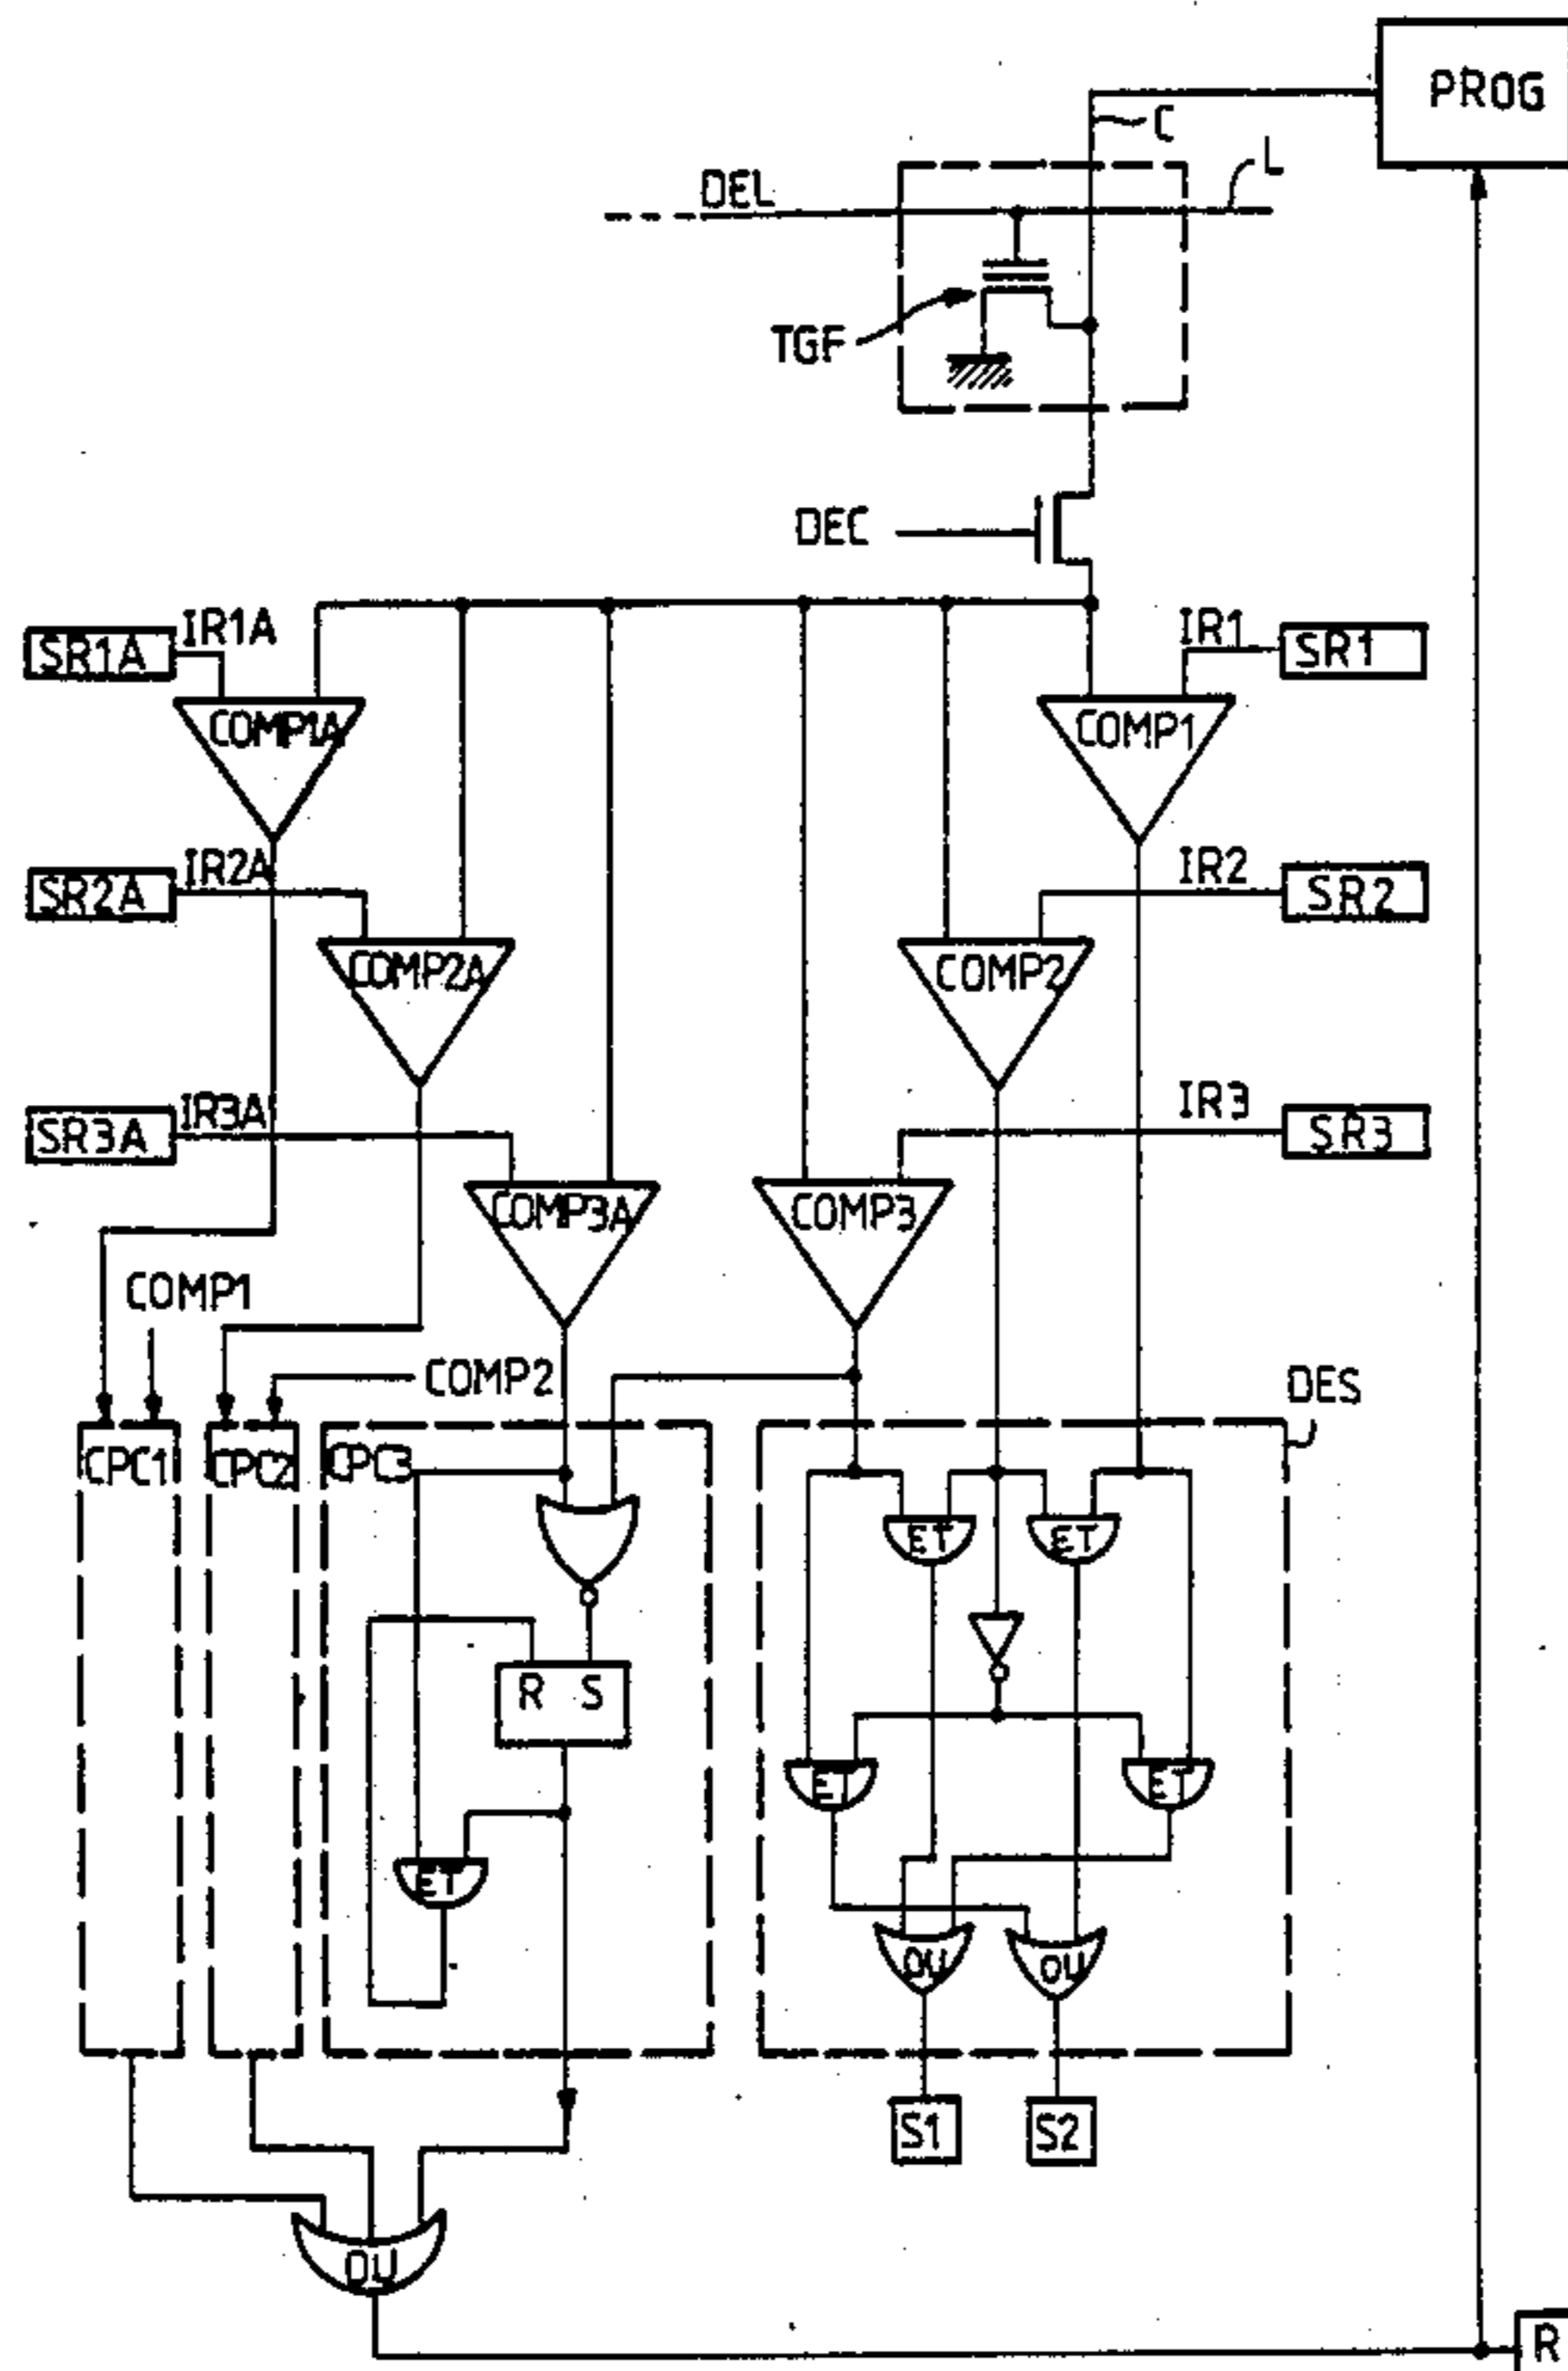 PROG
C
L
DEL
TGF
DEC
IR1A
IR1
SR1A
SR1
COMP1A
COMP1
IR2A
IR2
SR2A
SR2
COMP2A
COMP2
IR3A
IR3
SR3A
SR3
COMP3A
COMP3
COMP1
COMP2
DES
CPC1
CPC2
CPC3
ET
ET
R S
ET
ET
ET
OU
OU
S1
S2
OU
R